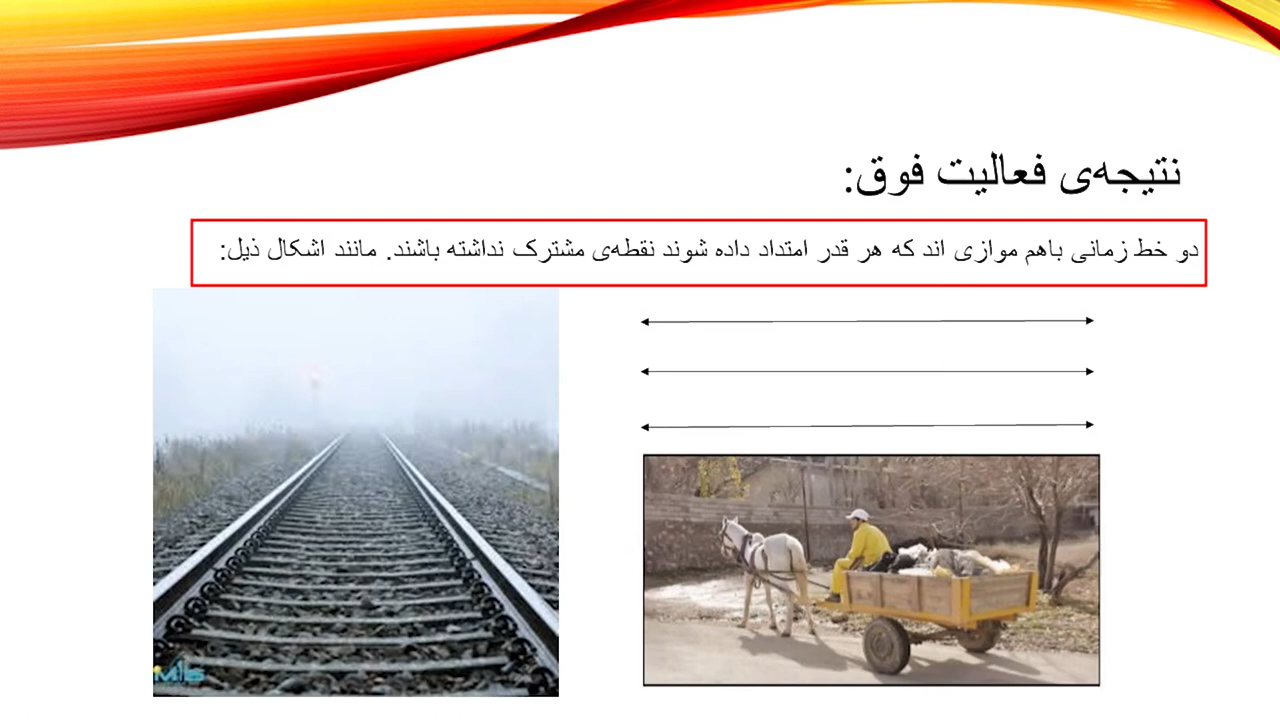 نتیجه‌ی فعالیت فوق:
دو خط زمانی باهم موازی اند که هر قدر امتداد داده شوند نقطه‌ی مشترک نداشته باشند. مانند اشکال ذیل: